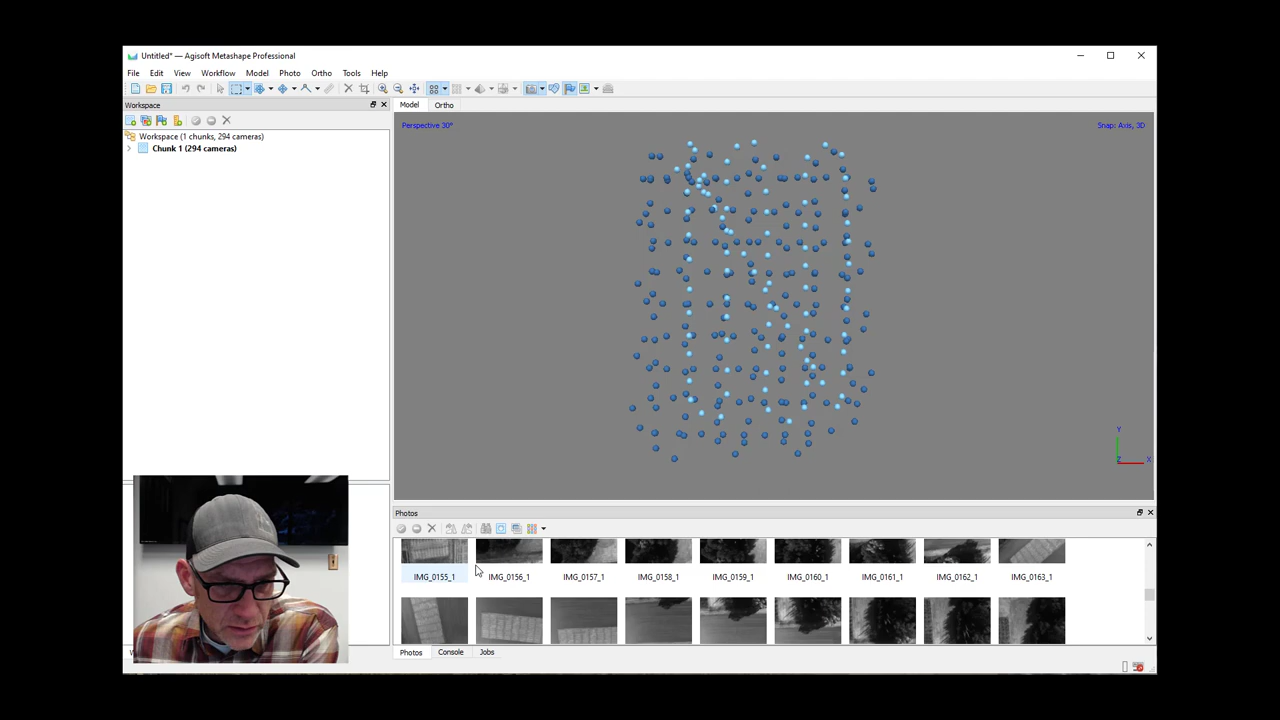 Untitled* — Agisoft Metashape Professional
File Edit View Workflow Model Photo Ortho Tools Help
Workspace
Model Ortho
Workspace (1 chunks, 294 cameras)
Chunk 1 (294 cameras)
Perspective 30°
Snap: Axis, 3D
Y
Z X
Photos
IMG_0155_1 IMG_0156_1 IMG_0157_1 IMG_0158_1 IMG_0159_1 IMG_0160_1 IMG_0161_1 IMG_0162_1 IMG_0163_1
Photos Console Jobs